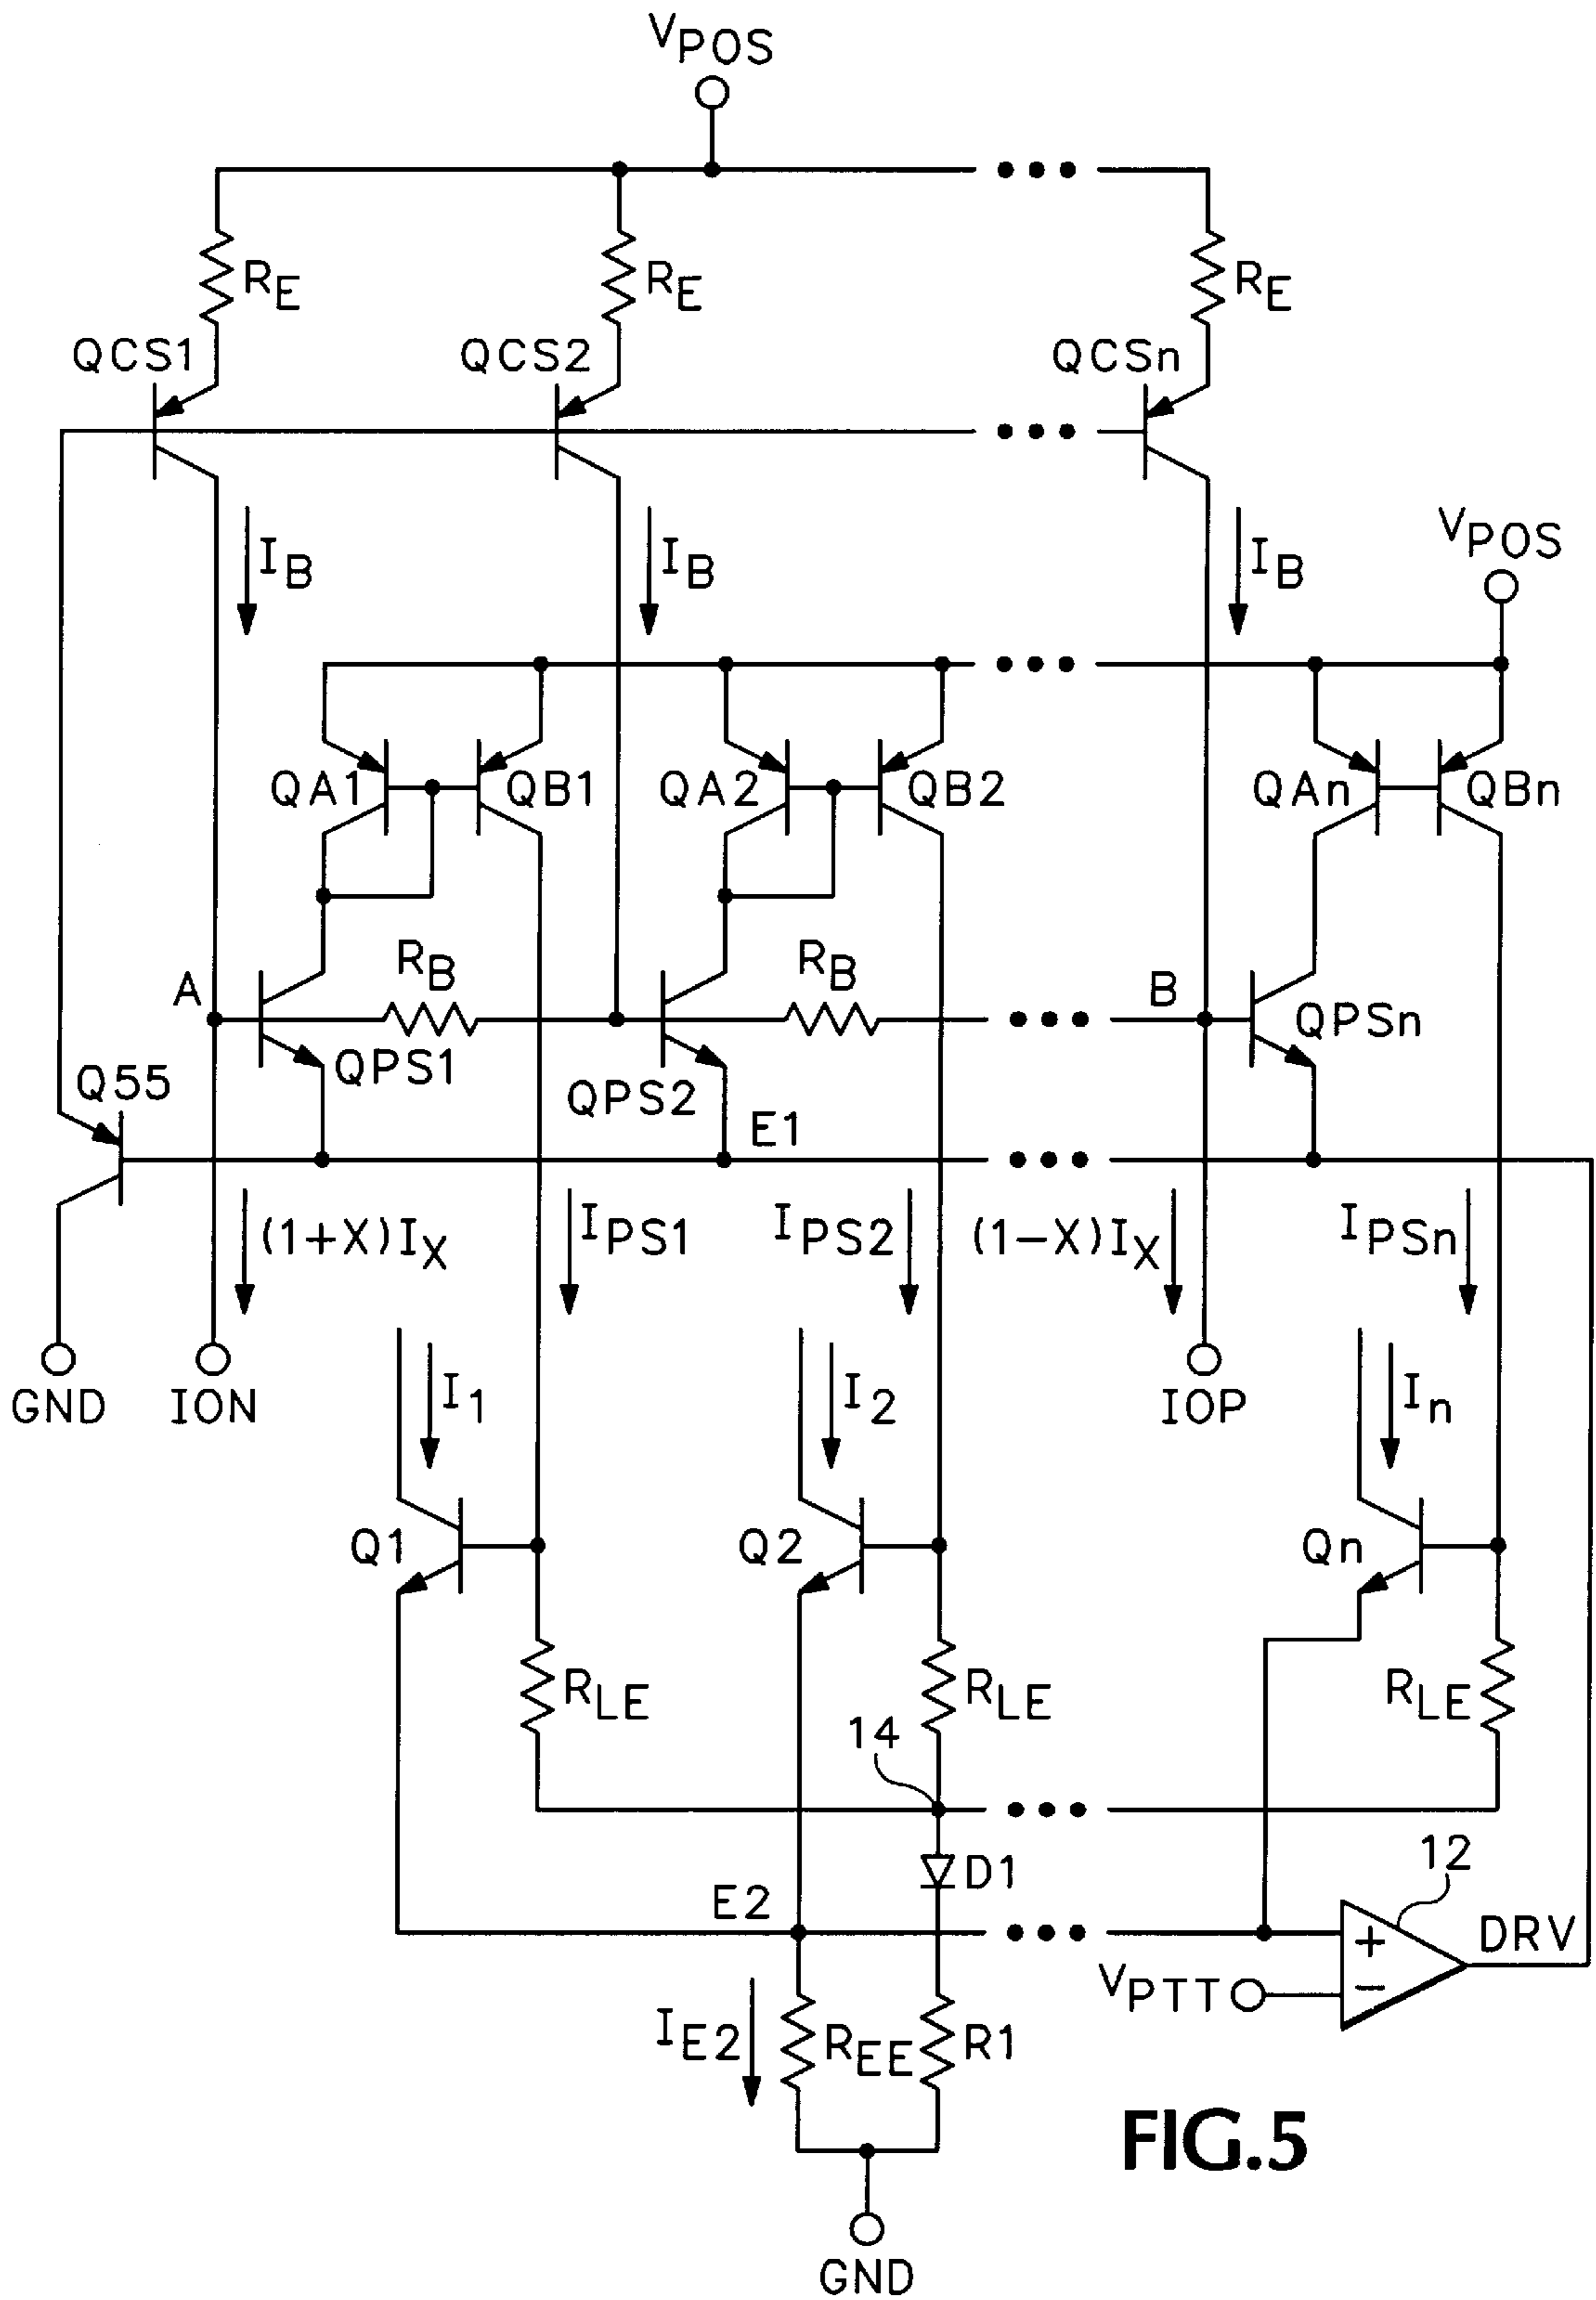 VPOS
RE RE RE
QCS1 QCS2 QCSn
IB IB IB VPOS
QA1 QB1 QA2 QB2 QAn QBn
A RB RB B QPSn
QPS1 QPS2
Q55 E1
(1+X)IX IPS1 IPS2 (1-X)IX IPSn
GND ION I1 I2 IOP In
Q1 Q2 Qn
RLE RLE RLE
14
D1 12
E2 DRV
+
VPTT −
IE2 REE R1
FIG.5
GND